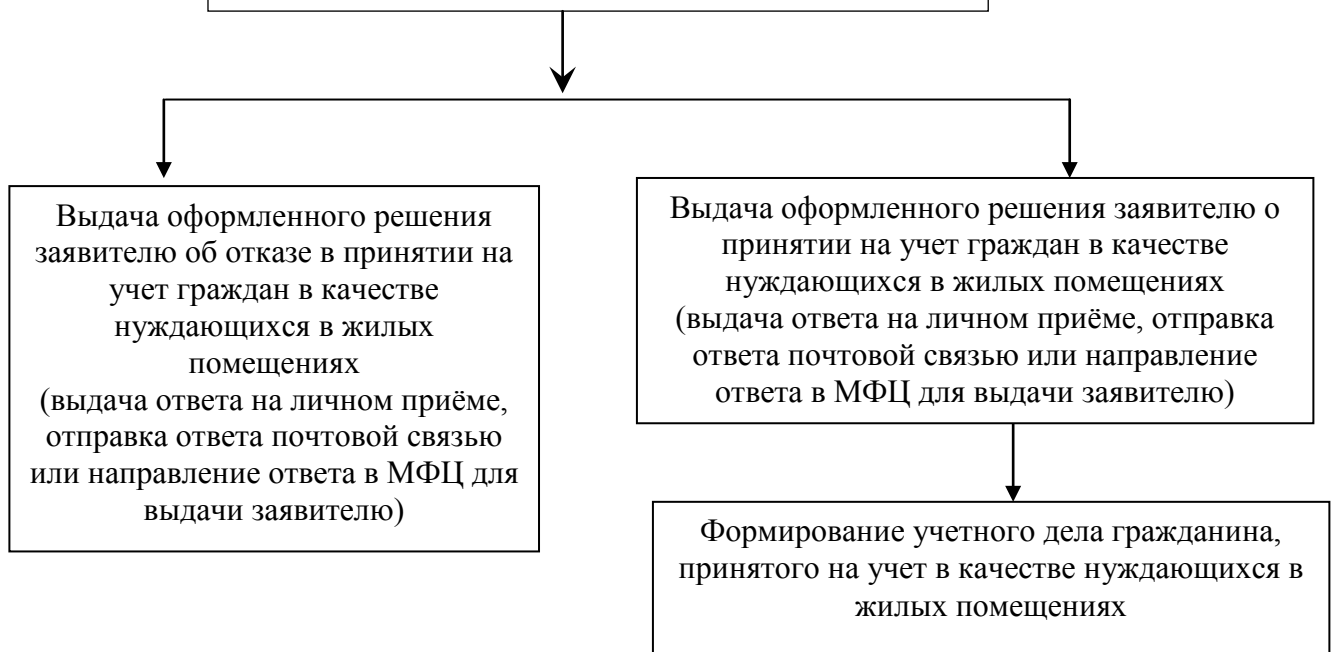 Выдача оформленного решения
заявителю об отказе в принятии на
учет граждан в качестве
нуждающихся в жилых
помещениях
(выдача ответа на личном приёме,
отправка ответа почтовой связью
или направление ответа в МФЦ для
выдачи заявителю)
Выдача оформленного решения заявителю о
принятии на учет граждан в качестве
нуждающихся в жилых помещениях
(выдача ответа на личном приёме, отправка
ответа почтовой связью или направление
ответа в МФЦ для выдачи заявителю)
Формирование учетного дела гражданина,
принятого на учет в качестве нуждающихся в
жилых помещениях